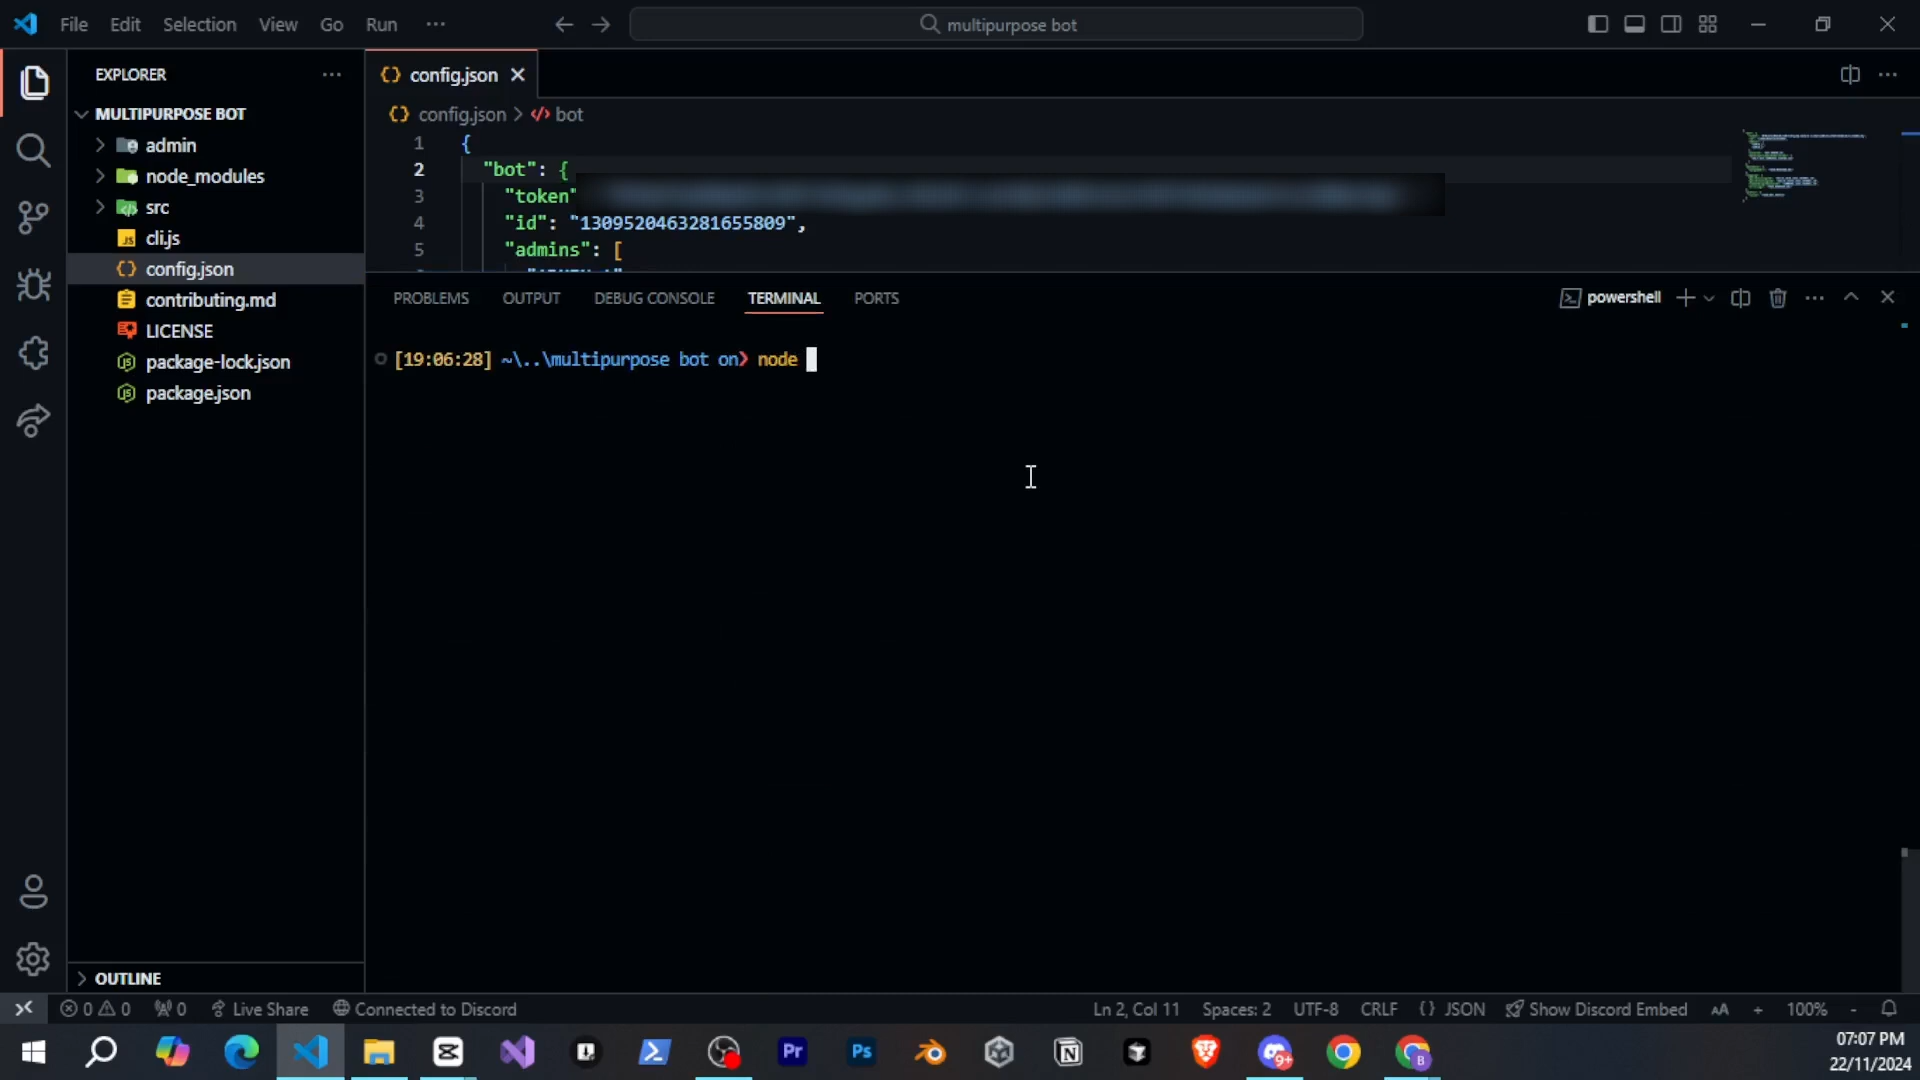 File Edit Selection View Go Run ··· multipurpose bot
EXPLORER ···
MULTIPURPOSE BOT
admin
node_modules
src
cli.js
config.json
contributing.md
LICENSE
package-lock.json
package.json
OUTLINE
config.json
config.json > bot
1 {
2 "bot": {
3 "token"
4 "id": "1309520463281655809",
5 "admins": [
PROBLEMS OUTPUT DEBUG CONSOLE TERMINAL PORTS powershell
[19:06:28] ~\..\multipurpose bot on> node
0 0 0 Live Share Connected to Discord Ln 2, Col 11 Spaces: 2 UTF-8 CRLF {} JSON Show Discord Embed AA + 100% -
Pr Ps 9+ B
07:07 PM
22/11/2024